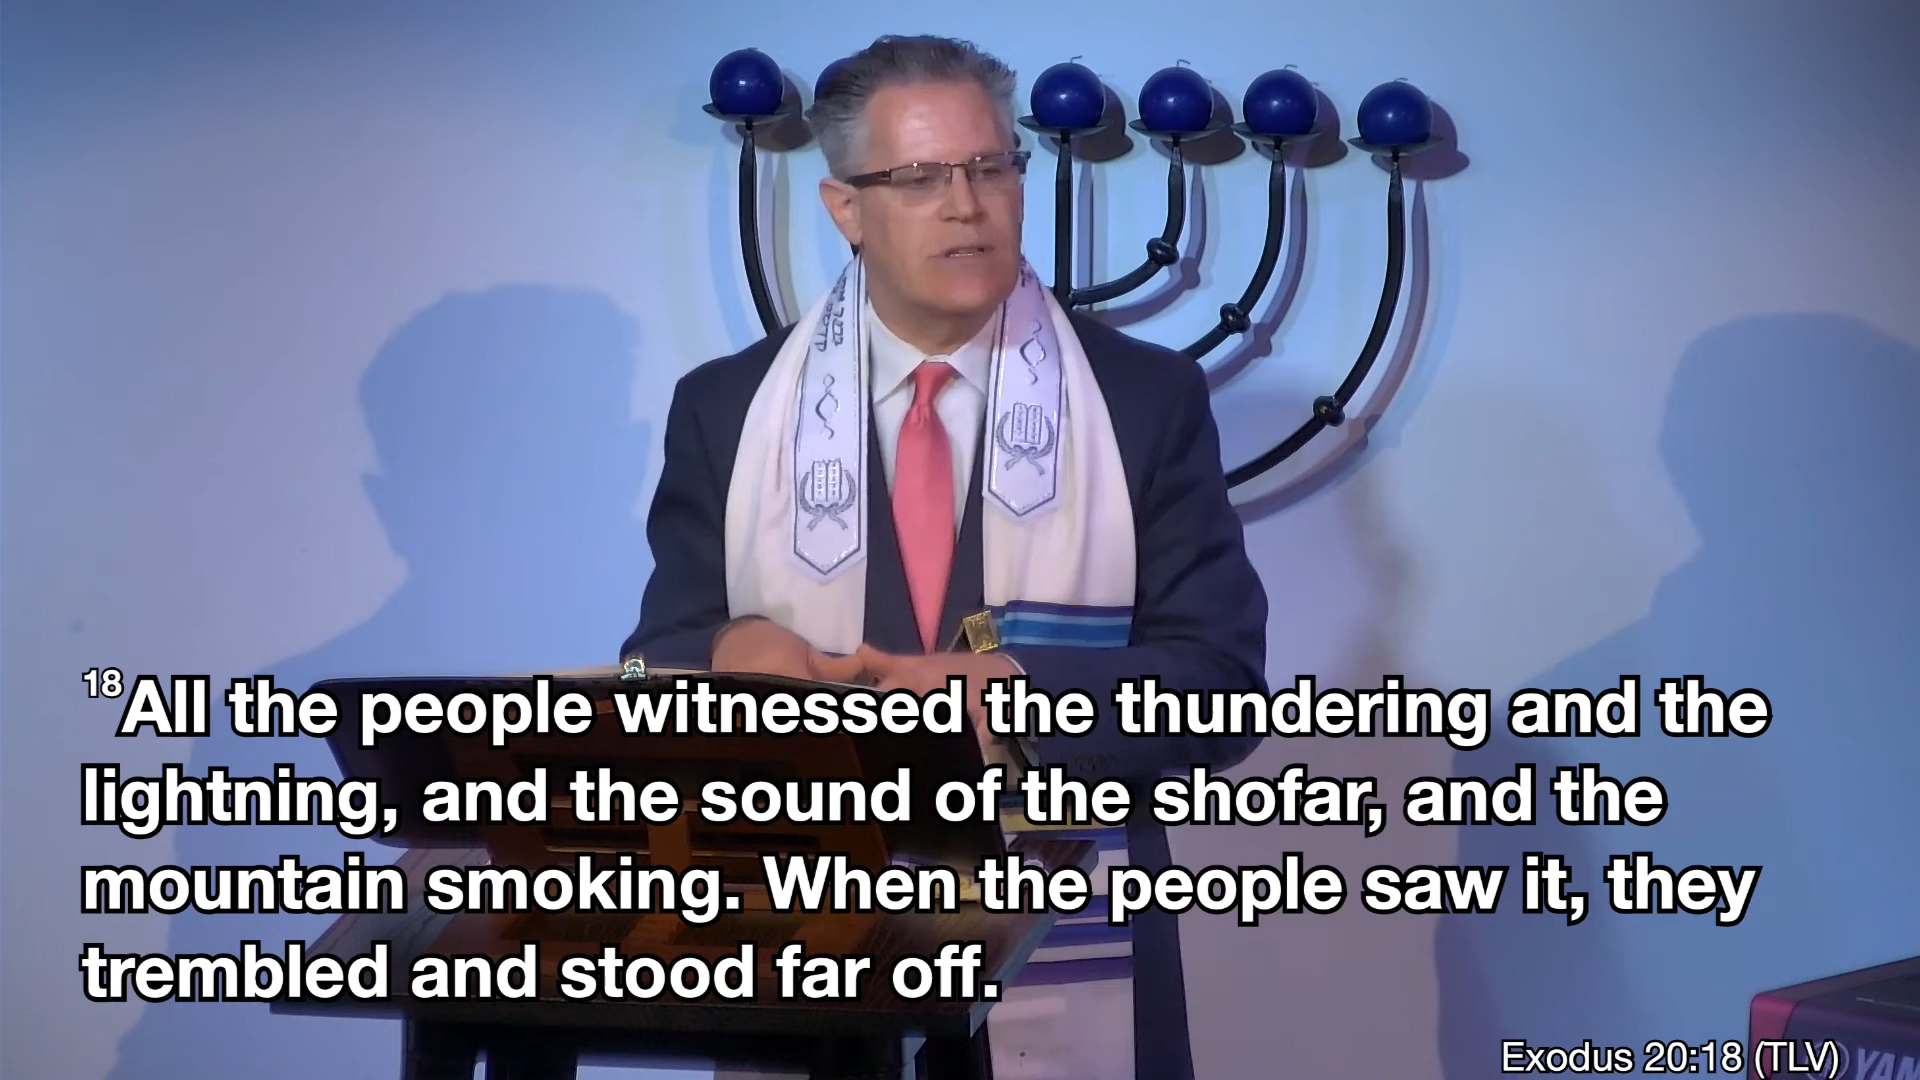 18All the people witnessed the thundering and the
lightning, and the sound of the shofar, and the
mountain smoking. When the people saw it, they
trembled and stood far off.
Exodus 20:18 (TLV)